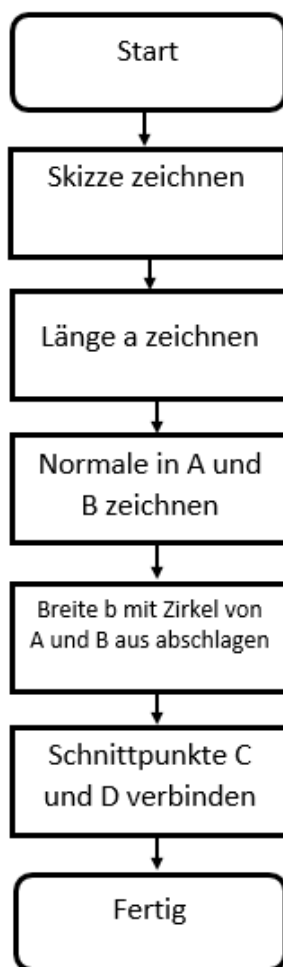 Start
Skizze zeichnen
Länge a zeichnen
Normale in A und
B zeichnen
Breite b mit Zirkel von
A und B aus abschlagen
Schnittpunkte C
und D verbinden
Fertig